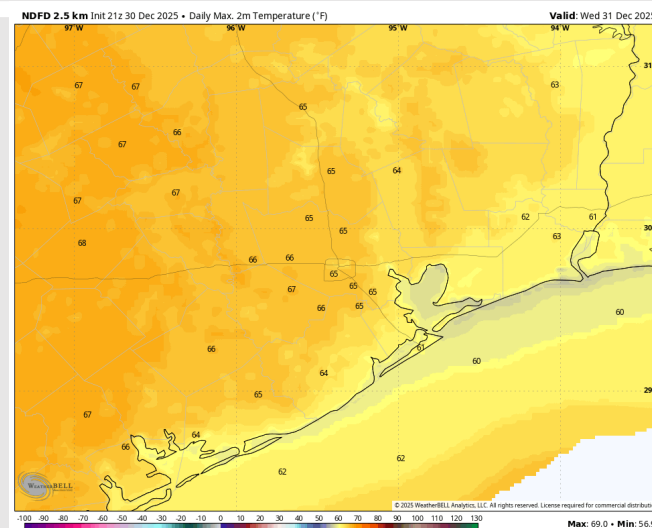 NDFD 2.5 km Init 21z 30 Dec 2025 • Daily Max. 2m Temperature (°F)
Valid: Wed 31 Dec 2025
97°W 96°W 95°W 94°W
31
67 67 63
65
66
67
65 64
67
67
65 62 61
65 63
30
68
66 66
65
67 65 65
66 65
60
66 61
60
64
29
65
67
64
66
62 62
WEATHERBELL
© 2025 WeatherBELL Analytics, LLC. All rights reserved. License required for commercial distribu
-100 -90 -80 -70 -60 -50 -40 -30 -20 -10 0 10 20 30 40 50 60 70 80 90 100 110 120 130
Max: 69.0 • Min: 56.